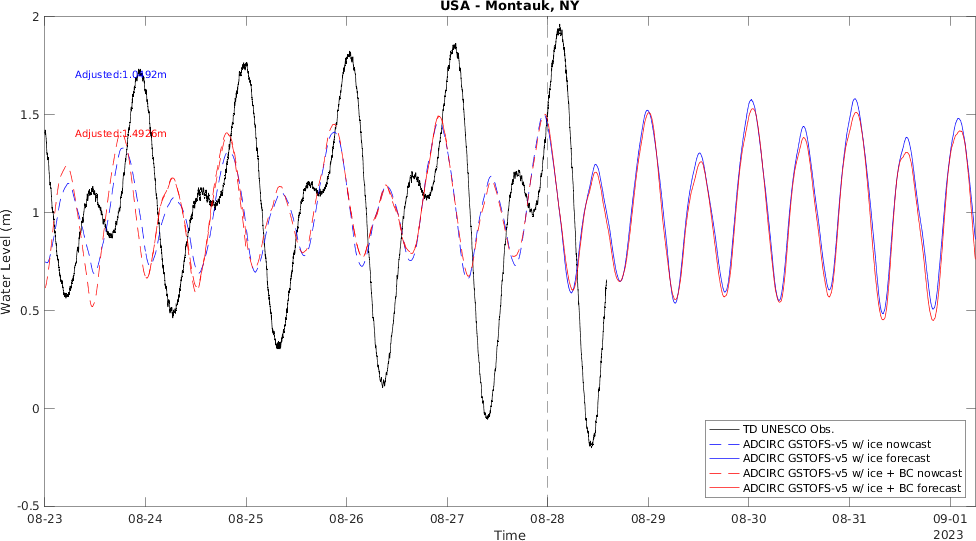 USA - Montauk, NY
2
1.5
1
0.5
0
-0.5
Water Level (m)
Adjusted:1.4926m
TD UNESCO Obs.
ADCIRC GSTOFS-v5 w/ ice nowcast
ADCIRC GSTOFS-v5 w/ ice forecast
ADCIRC GSTOFS-v5 w/ ice + BC nowcast
ADCIRC GSTOFS-v5 w/ ice + BC forecast
08-23 08-24 08-25 08-26 08-27 08-28 08-29 08-30 08-31 09-01
2023
Time